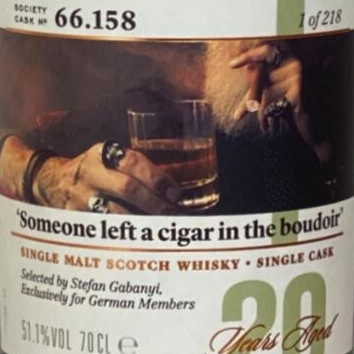 SOCIETY
CASK Nº 66.158
1 of 218
'Someone left a cigar in the boudoir'
SINGLE MALT SCOTCH WHISKY • SINGLE CASK
Selected by Stefan Gabanyi,
Exclusively for German Members
20
Years Aged
51.1%VOL 70Cl e